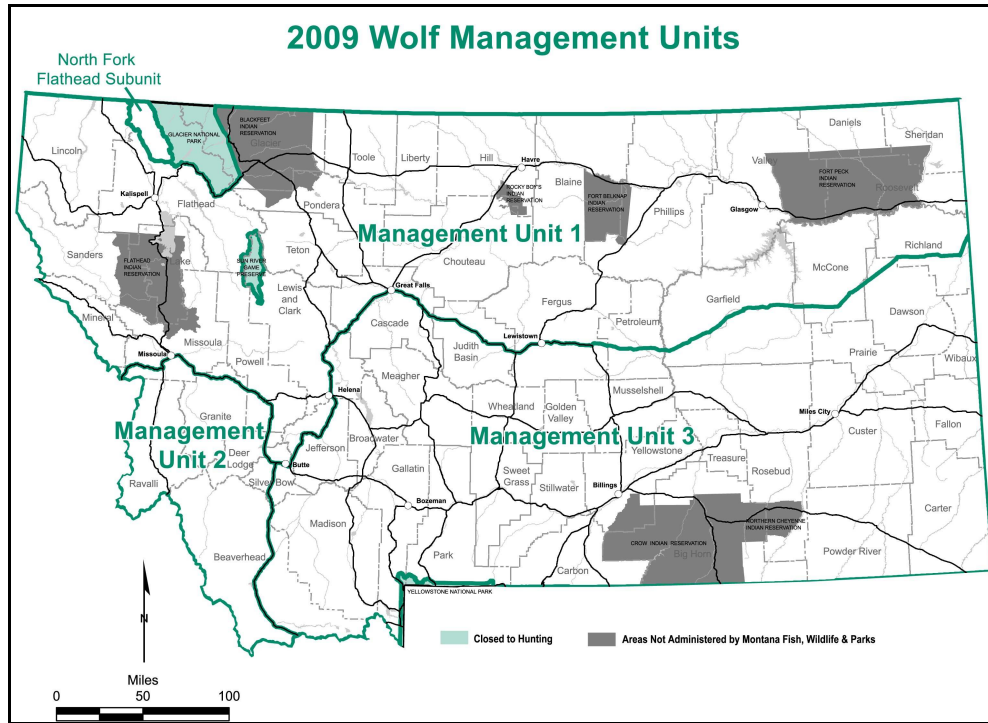 2009 Wolf Management Units
North Fork
Flathead Subunit
GLACIER NATIONAL
PARK
BLACKFEET
INDIAN
RESERVATION
Glacier
Lincoln
Toole
Liberty
Hill
Havre
Blaine
Daniels
Sheridan
Valley
FORT PECK
INDIAN
RESERVATION
Roosevelt
Kalispell
Flathead
Pondera
ROCKY BOY'S
INDIAN
RESERVATION
FORT BELKNAP
INDIAN
RESERVATION
Phillips
Glasgow
Management Unit 1
Sanders
FLATHEAD
INDIAN
RESERVATION
Lake
SUN RIVER
GAME
PRESERVE
Teton
Chouteau
Richland
McCone
Lewis
and
Clark
Great Falls
Fergus
Garfield
Mineral
Cascade
Petroleum
Dawson
Missoula
Missoula
Powell
Judith
Basin
Lewistown
Prairie
Wibaux
Meagher
Helena
Musselshell
Granite
Wheatland
Golden
Valley
Miles City
Management
Unit 2
Management Unit 3
Deer
Lodge
Jefferson
Broadwater
Yellowstone
Treasure
Custer
Fallon
Ravalli
Silver Bow
Butte
Gallatin
Sweet
Grass
Stillwater
Billings
Rosebud
Bozeman
Madison
Carter
Beaverhead
Park
Carbon
CROW INDIAN RESERVATION
Big Horn
NORTHERN CHEYENNE
INDIAN RESERVATION
Powder River
YELLOWSTONE NATIONAL PARK
N
Closed to Hunting
Areas Not Administered by Montana Fish, Wildlife & Parks
Miles
0 50 100